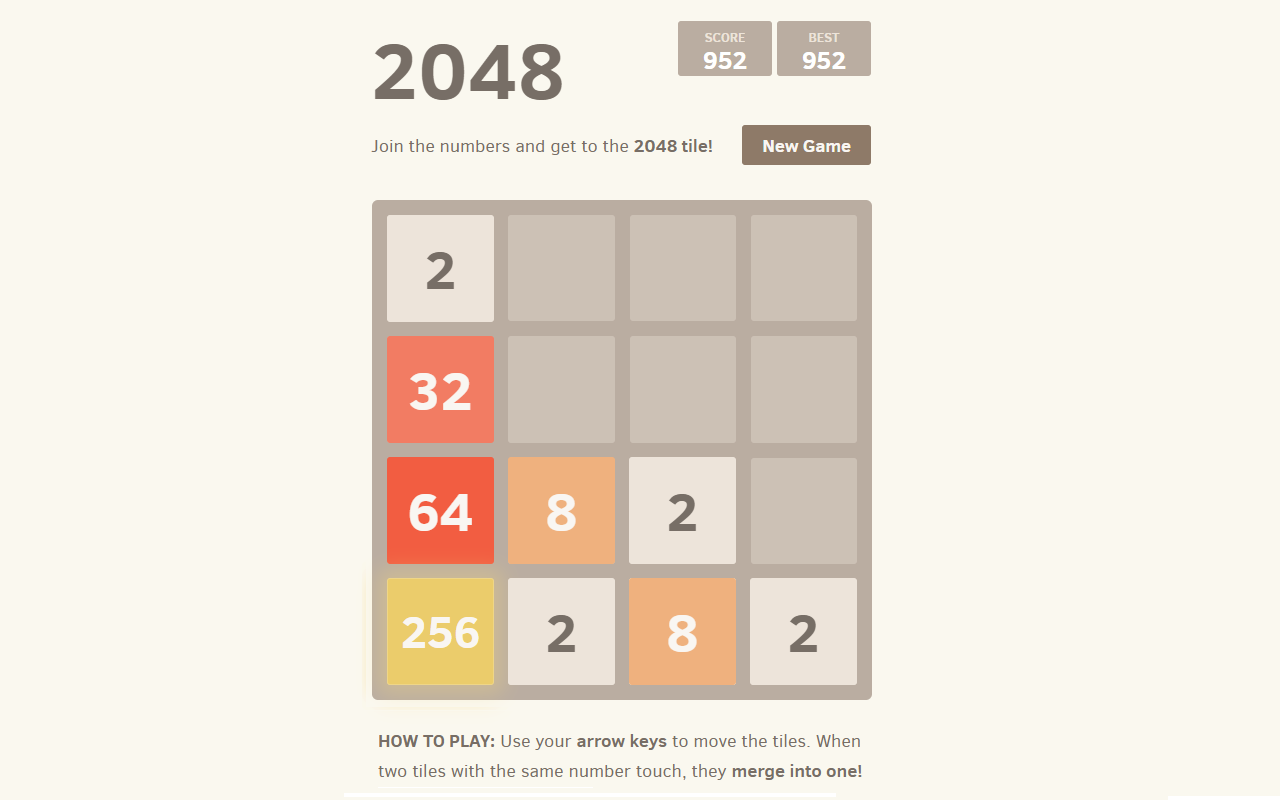 2048
SCORE
952
BEST
952
Join the numbers and get to the 2048 tile!
New Game
2
32
64 8 2
256 2 8 2
HOW TO PLAY: Use your arrow keys to move the tiles. When
two tiles with the same number touch, they merge into one!